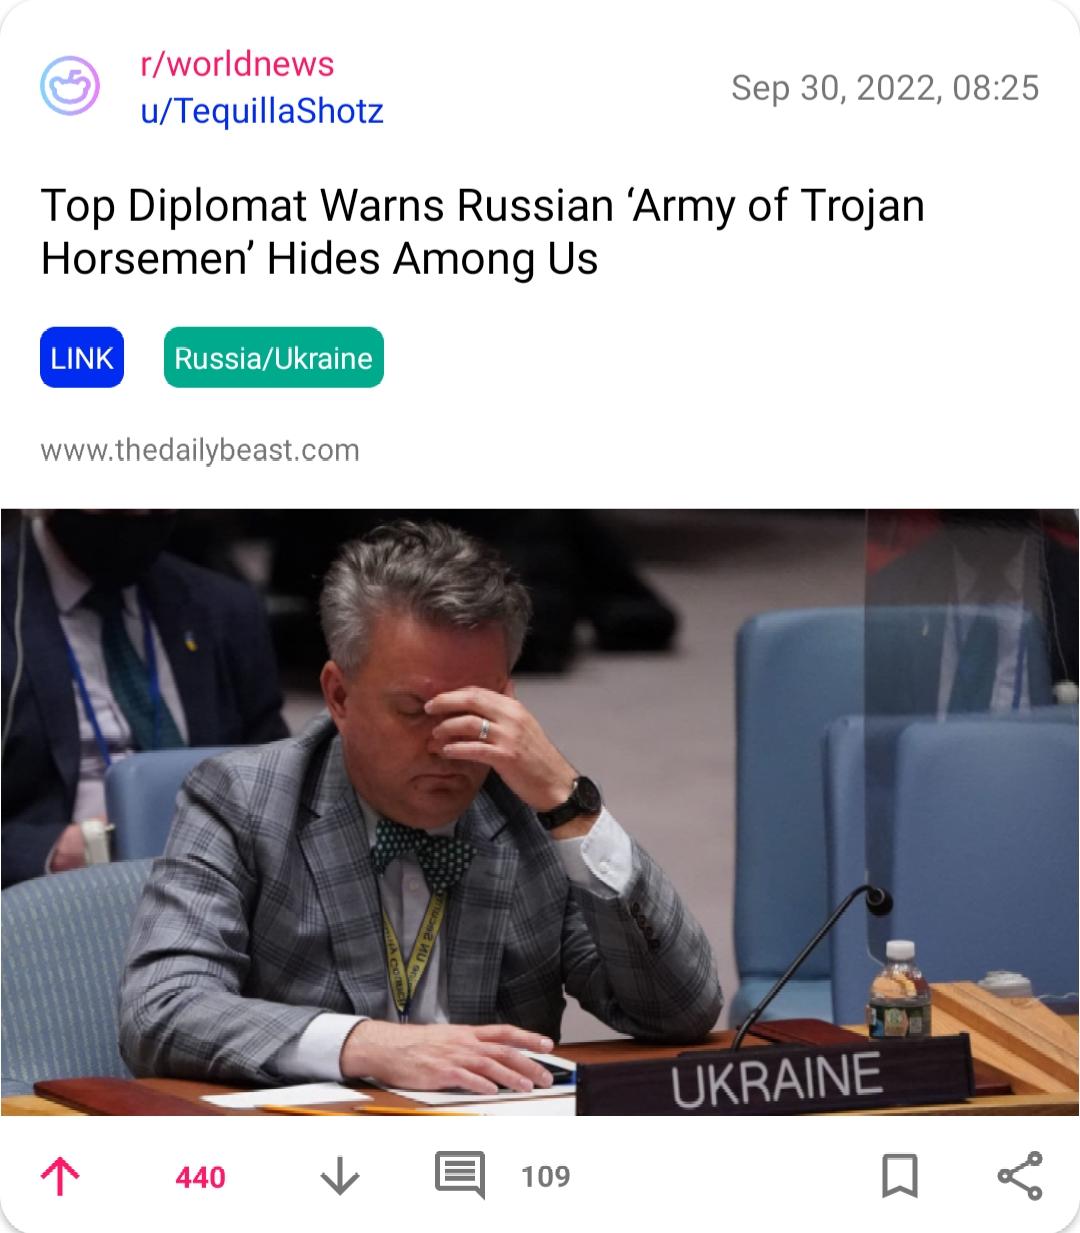 r/worldnews
u/TequillaShotz
Sep 30, 2022, 08:25
Top Diplomat Warns Russian ‘Army of Trojan
Horsemen’ Hides Among Us
LINK
Russia/Ukraine
www.thedailybeast.com
UKRAINE
440
109